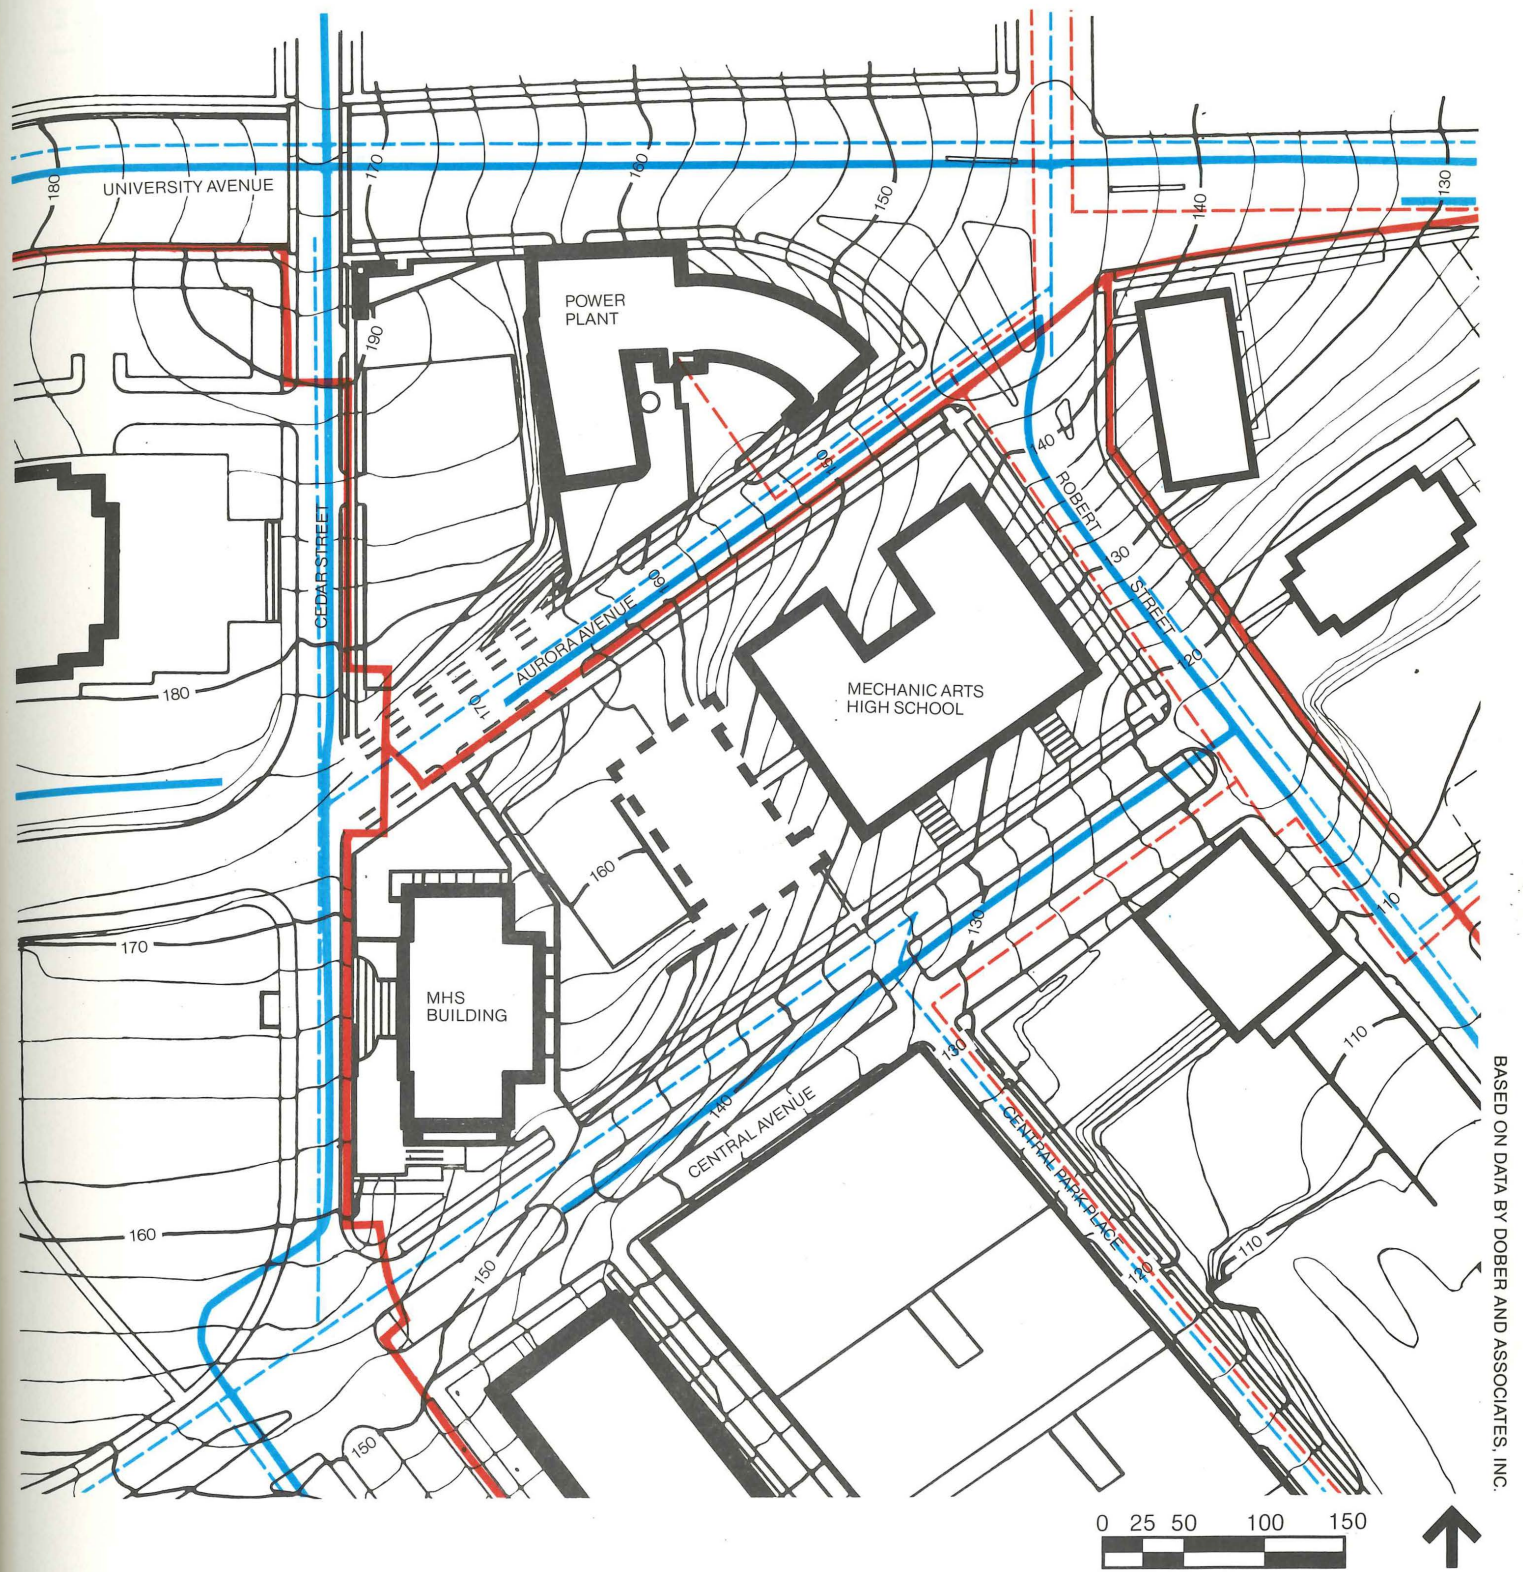 180
UNIVERSITY AVENUE
170
160
150
140
130
POWER
PLANT
190
CEDAR STREET
150
140
ROBERT STREET
30
160
AURORA AVENUE
170
120
180
MECHANIC ARTS
HIGH SCHOOL
160
130
110
170
MHS
BUILDING
130
110
140
CENTRAL AVENUE
CENTRAL PARK PLACE
160
150
110
120
150
BASED ON DATA BY DOBER AND ASSOCIATES, INC.
0 25 50 100 150